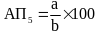 АП₅ = a/b × 100